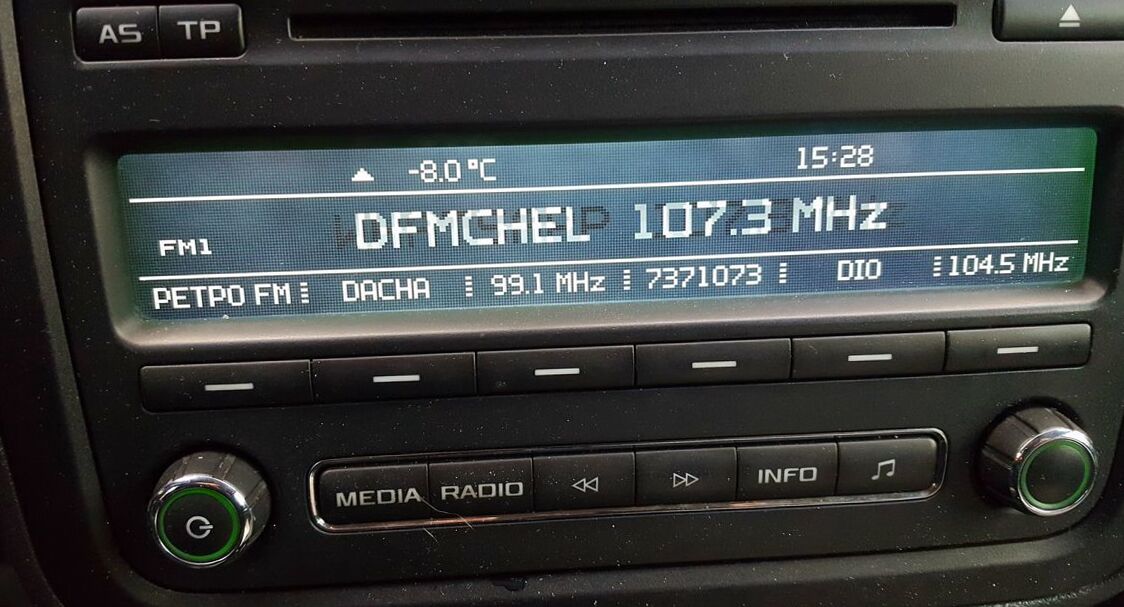 AS TP
-8.0 °C 15:28
FM1 DFMCHEL 107.3 MHz
РЕТРО FM DACHA 99.1 MHz 7371073 DIO 104.5 MHz
MEDIA RADIO INFO